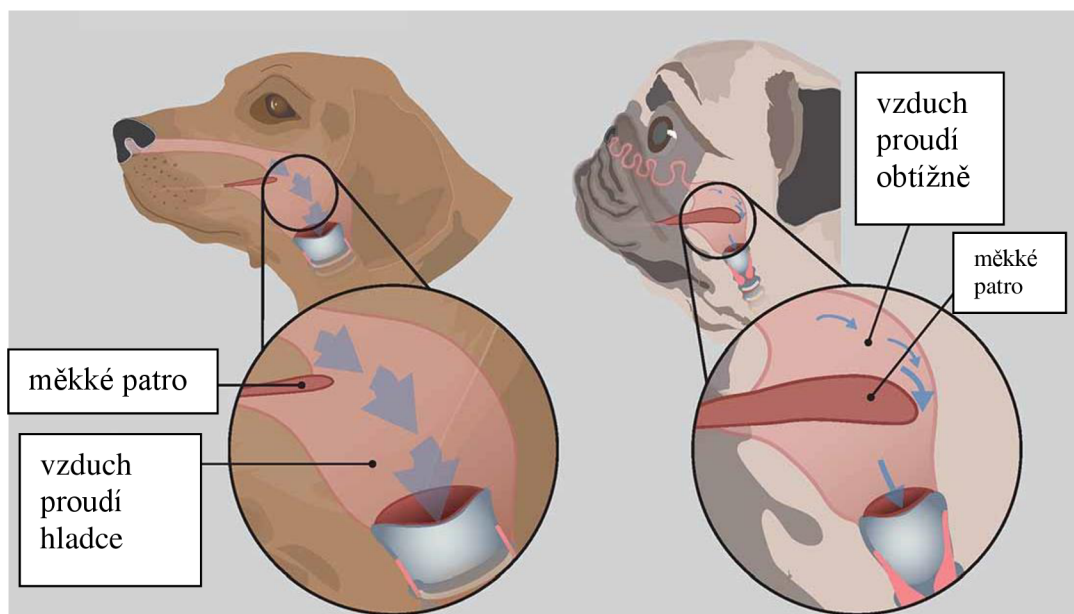 měkké patro
vzduch
proudí
hladce
vzduch
proudí
obtížně
měkké
patro